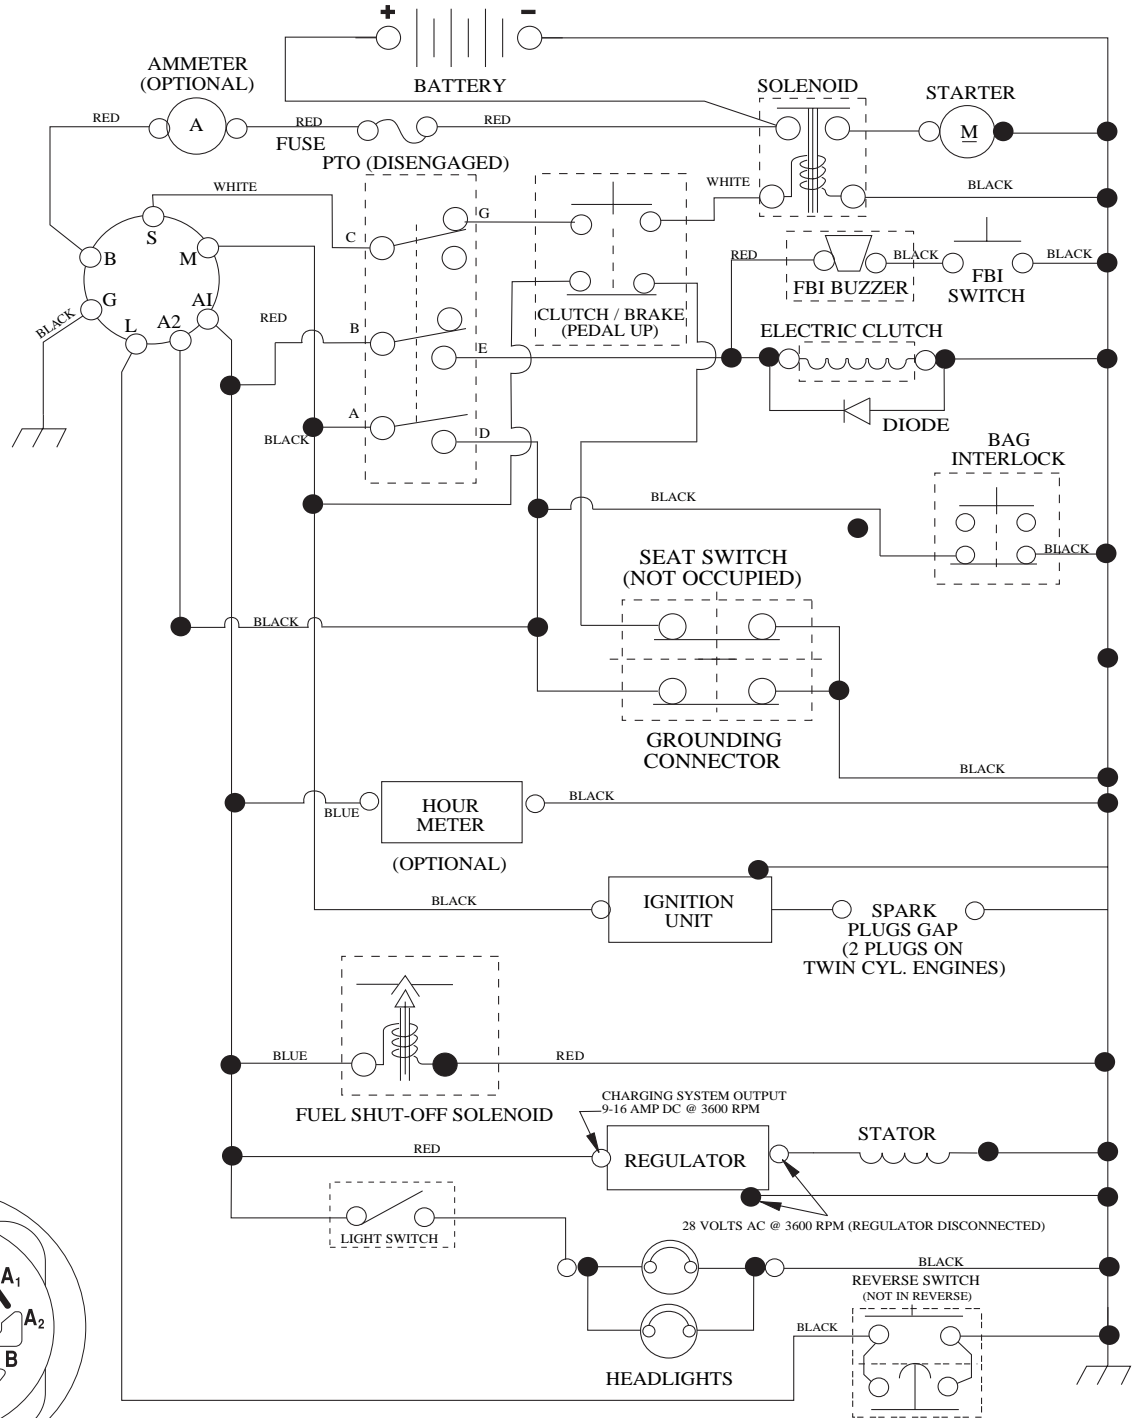 + −
BATTERY
AMMETER
(OPTIONAL)
SOLENOID
STARTER
RED
A
RED
FUSE
RED
M
PTO (DISENGAGED)
WHITE
WHITE
BLACK
S
C
G
B
M
RED
BLACK
BLACK
FBI BUZZER
FBI
SWITCH
G
A1
BLACK
L
A2
RED
B
E
CLUTCH / BRAKE
(PEDAL UP)
ELECTRIC CLUTCH
A
BLACK
D
DIODE
BAG
INTERLOCK
BLACK
BLACK
SEAT SWITCH
(NOT OCCUPIED)
BLACK
GROUNDING
CONNECTOR
BLACK
BLUE
HOUR
METER
BLACK
(OPTIONAL)
BLACK
IGNITION
UNIT
SPARK
PLUGS GAP
(2 PLUGS ON
TWIN CYL. ENGINES)
BLUE
RED
FUEL SHUT-OFF SOLENOID
CHARGING SYSTEM OUTPUT
9-16 AMP DC @ 3600 RPM
RED
REGULATOR
STATOR
28 VOLTS AC @ 3600 RPM (REGULATOR DISCONNECTED)
LIGHT SWITCH
BLACK
REVERSE SWITCH
(NOT IN REVERSE)
BLACK
HEADLIGHTS
A1
A2
B